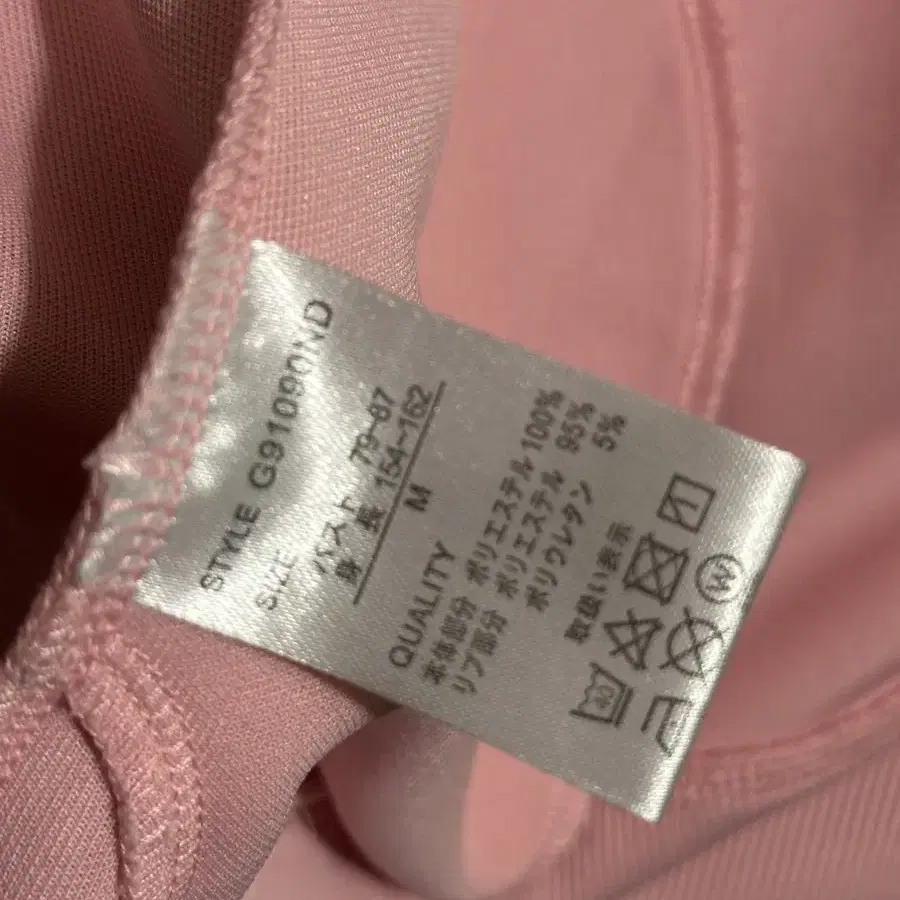 STYLE G91090ND
SIZE
バスト 79~87
身 長 154~162
M
QUALITY
本体部分 ポリエステル 100%
リブ部分 ポリエステル 95%
ポリウレタン 5%
取扱い表示
40
W